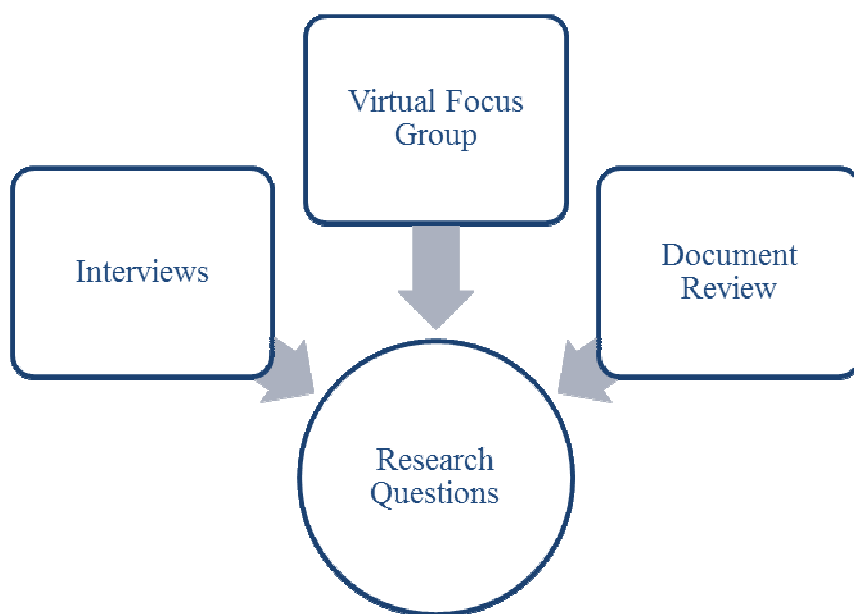 Virtual Focus
Group
Interviews
Document
Review
Research
Questions